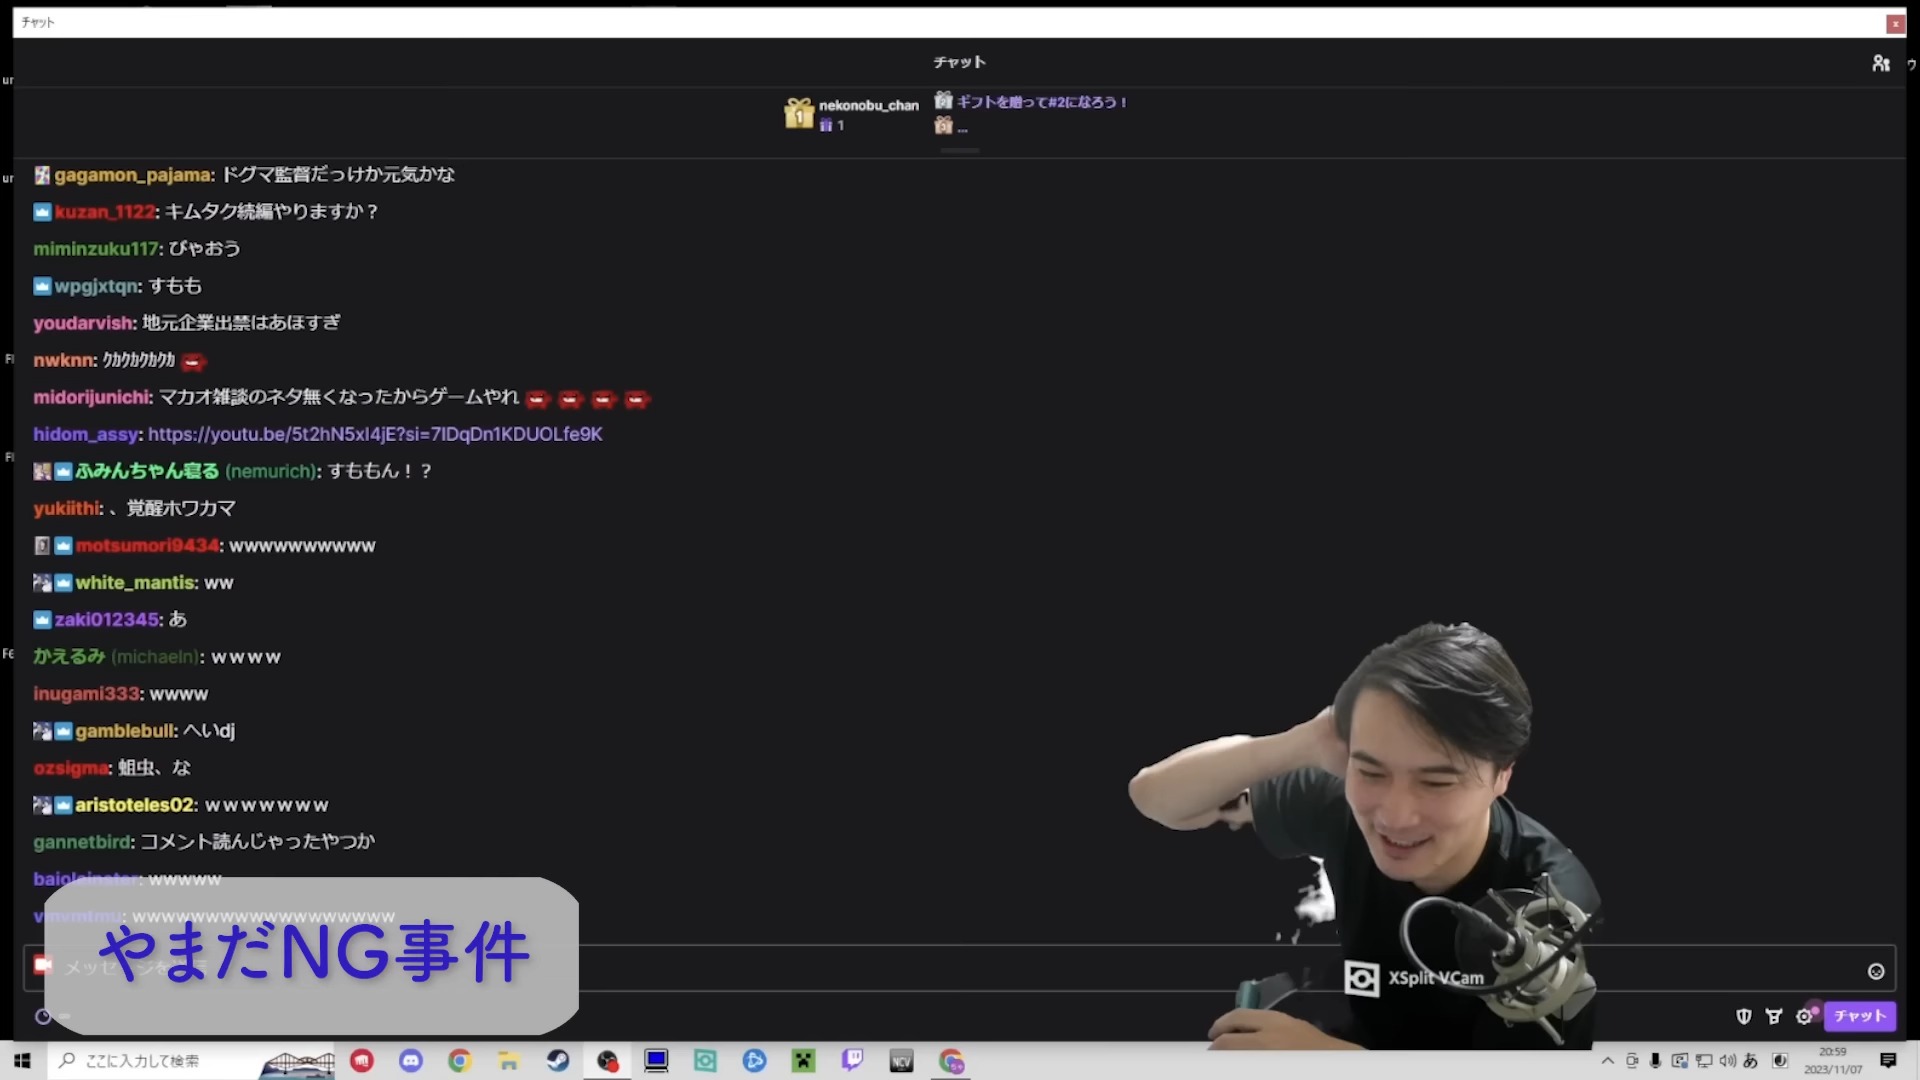 チャット
チャット
nekonobu_chan
1
ギフトを贈って#2になろう！
...
gagamon_pajama: ドグマ監督だっけか元気かな
kuzan_1122: キムタク続編やりますか？
miminzuku117: ぴゃおう
wpgjxtqn: すもも
youdarvish: 地元企業出禁はあほすぎ
nwknn: ｸｶｸｶｸｶｸｶ
midorijunichi: マカオ雑談のネタ無くなったからゲームやれ
hidom_assy: https://youtu.be/5t2hN5xI4jE?si=7IDqDn1KDUOLfe9K
ふみんちゃん寝る (nemurich): すももん！？
yukiithi: 、覚醒ホワカマ
motsumori9434: wwwwwwwwww
white_mantis: ww
zaki012345: あ
かえるみ (michaeln): ｗｗｗｗ
inugami333: wwww
gamblebull: へいdj
ozsigma: 蛆虫、な
aristoteles02: ｗｗｗｗｗｗｗ
gannetbird: コメント読んじゃったやつか
wwwww
wwwwwwwwwwwwwwwwww
やまだNG事件
XSplit VCam
チャット
ここに入力して検索
NCV
あ
20:59
2023/11/07